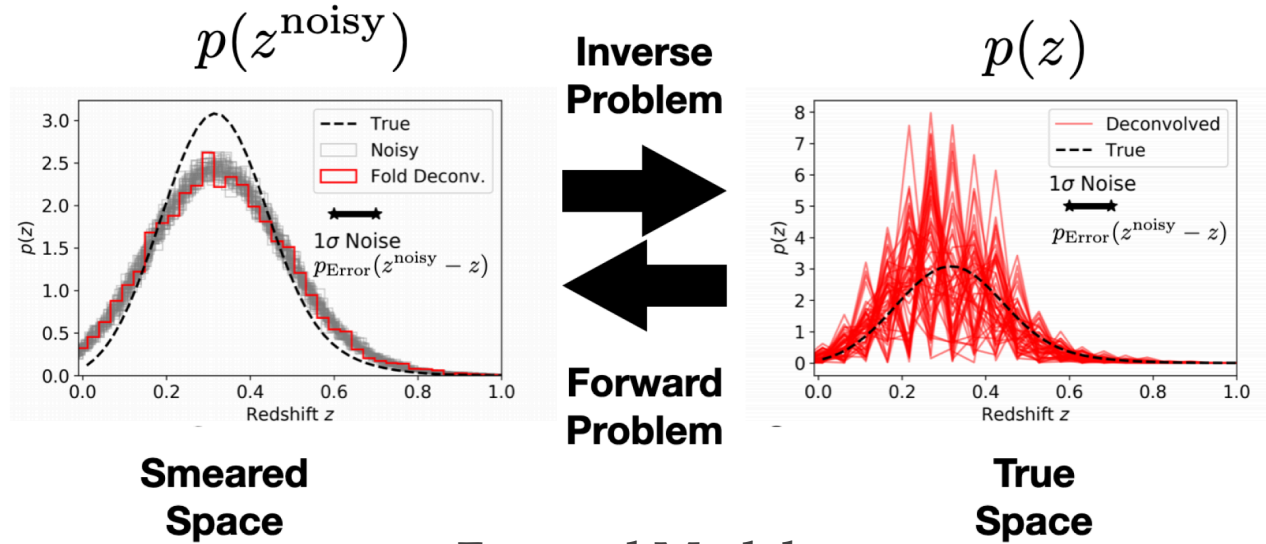 p(z^noisy)
Inverse
Problem
p(z)
True
Noisy
Fold Deconv.
1σ Noise
p_Error(z^noisy − z)
p(z)
3.0
2.5
2.0
1.5
1.0
0.5
0.0
0.0 0.2 0.4 0.6 0.8 1.0
Redshift z
Deconvolved
True
1σ Noise
p_Error(z^noisy − z)
p(z)
8
7
6
5
4
3
2
1
0
0.0 0.2 0.4 0.6 0.8 1.0
Redshift z
Forward
Problem
Smeared
Space
True
Space